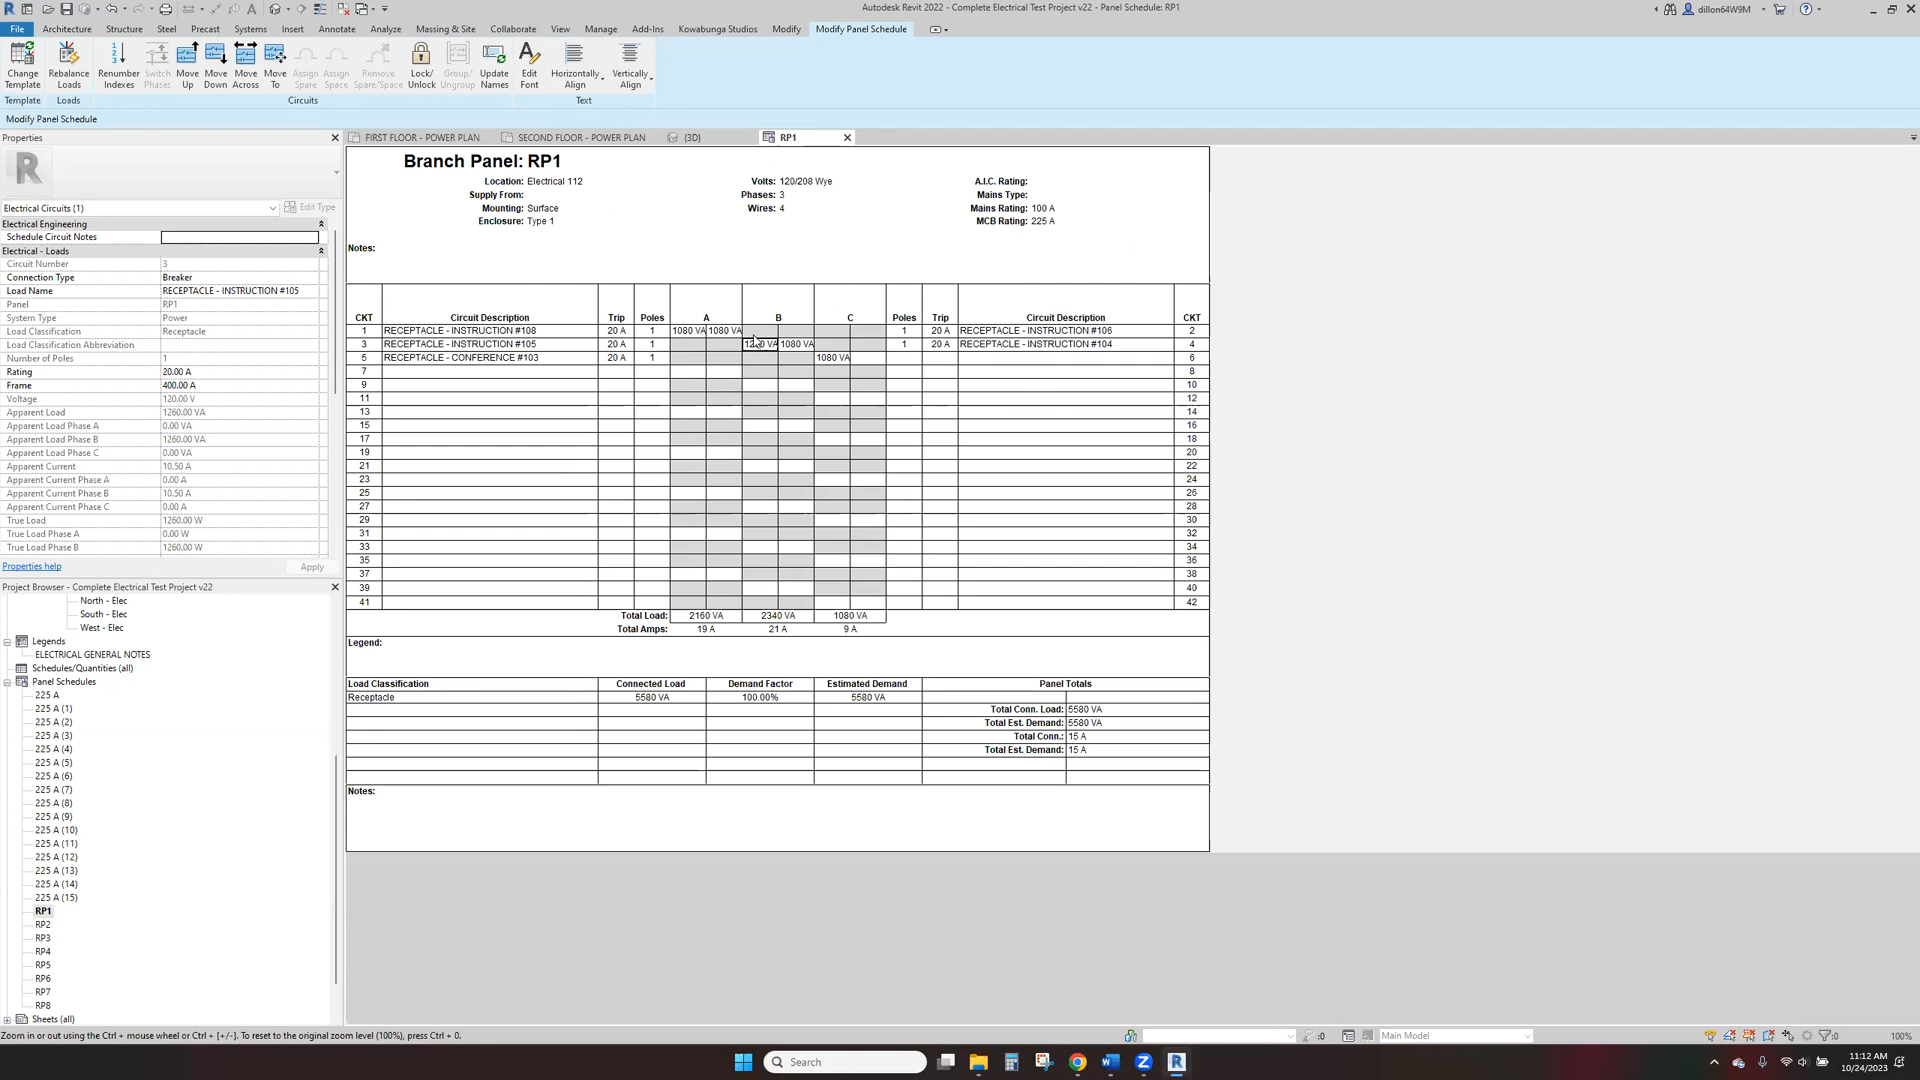 Autodesk Revit 2022 - Complete Electrical Test Project v22 - Panel Schedule: RP1
dillon64W9M
File Architecture Structure Steel Precast Systems Insert Annotate Analyze Massing & Site Collaborate View Manage Add-Ins Kowabunga Studios Modify Modify Panel Schedule
Change Template
Rebalance Loads
Renumber Indexes
Switch Phases
Move Up
Move Down
Move Across
Move To
Assign Spare
Assign Space
Remove Spare/Space
Lock/ Unlock
Group/ Ungroup
Update Names
Edit Font
Horizontally Align
Vertically Align
Template Loads Circuits Text
Modify Panel Schedule
Properties
FIRST FLOOR - POWER PLAN SECOND FLOOR - POWER PLAN {3D} RP1
Electrical Circuits (1) Edit Type
Electrical Engineering
Schedule Circuit Notes
Electrical - Loads
Circuit Number 3
Connection Type Breaker
Load Name RECEPTACLE - INSTRUCTION #105
Panel RP1
System Type Power
Load Classification Receptacle
Load Classification Abbreviation
Number of Poles 1
Rating 20.00 A
Frame 400.00 A
Voltage 120.00 V
Apparent Load 1260.00 VA
Apparent Load Phase A 0.00 VA
Apparent Load Phase B 1260.00 VA
Apparent Load Phase C 0.00 VA
Apparent Current 10.50 A
Apparent Current Phase A 0.00 A
Apparent Current Phase B 10.50 A
Apparent Current Phase C 0.00 A
True Load 1260.00 W
True Load Phase A 0.00 W
True Load Phase B 1260.00 W
Properties help Apply
Project Browser - Complete Electrical Test Project v22
North - Elec
South - Elec
West - Elec
Legends
ELECTRICAL GENERAL NOTES
Schedules/Quantities (all)
Panel Schedules
225 A
225 A (1)
225 A (2)
225 A (3)
225 A (4)
225 A (5)
225 A (6)
225 A (7)
225 A (8)
225 A (9)
225 A (10)
225 A (11)
225 A (12)
225 A (13)
225 A (14)
225 A (15)
RP1
RP2
RP3
RP4
RP5
RP6
RP7
RP8
Sheets (all)
Branch Panel: RP1
Location: Electrical 112 Volts: 120/208 Wye A.I.C. Rating:
Supply From: Phases: 3 Mains Type:
Mounting: Surface Wires: 4 Mains Rating: 100 A
Enclosure: Type 1 MCB Rating: 225 A
Notes:
CKT Circuit Description Trip Poles A B C Poles Trip Circuit Description CKT
1 RECEPTACLE - INSTRUCTION #108 20 A 1 1080 VA 1080 VA 1 20 A RECEPTACLE - INSTRUCTION #106 2
3 RECEPTACLE - INSTRUCTION #105 20 A 1 VA 1080 VA 1 20 A RECEPTACLE - INSTRUCTION #104 4
5 RECEPTACLE - CONFERENCE #103 20 A 1 1080 VA 6
7 8
9 10
11 12
13 14
15 16
17 18
19 20
21 22
23 24
25 26
27 28
29 30
31 32
33 34
35 36
37 38
39 40
41 42
Total Load: 2160 VA 2340 VA 1080 VA
Total Amps: 19 A 21 A 9 A
Legend:
Load Classification Connected Load Demand Factor Estimated Demand Panel Totals
Receptacle 5580 VA 100.00% 5580 VA
Total Conn. Load: 5580 VA
Total Est. Demand: 5580 VA
Total Conn.: 15 A
Total Est. Demand: 15 A
Notes:
Zoom in or out using the Ctrl + mouse wheel or Ctrl + [+/-]. To reset to the original zoom level (100%), press Ctrl + 0.
:0 Main Model :0 100%
Search
11:12 AM
10/24/2023